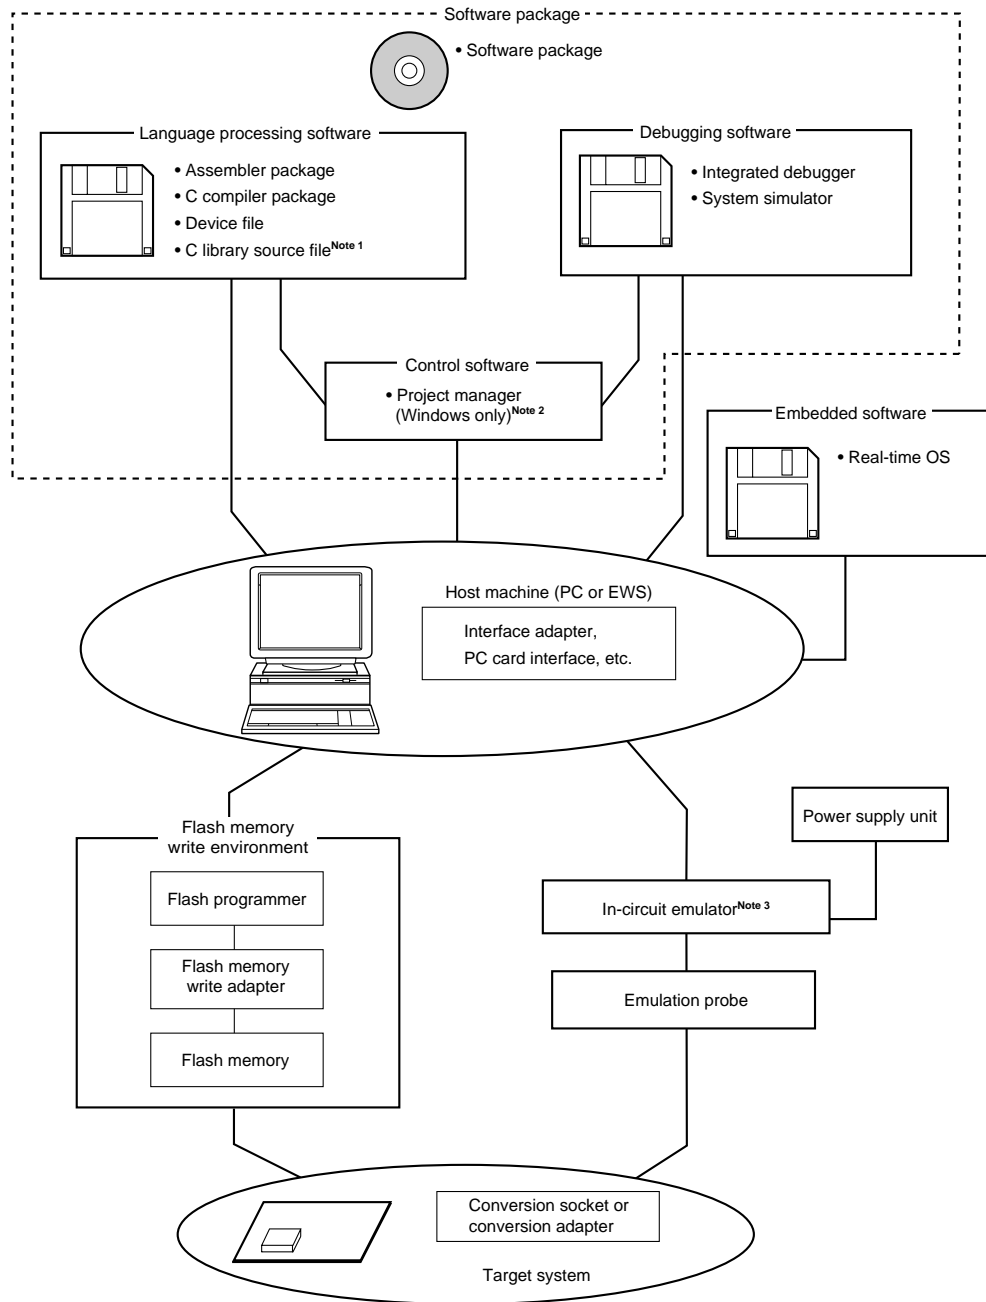 Software package
• Software package
Language processing software
• Assembler package
• C compiler package
• Device file
• C library source fileNote 1
Debugging software
• Integrated debugger
• System simulator
Control software
• Project manager
(Windows only)Note 2
Embedded software
• Real-time OS
Host machine (PC or EWS)
Interface adapter,
PC card interface, etc.
Flash memory
write environment
Flash programmer
Flash memory
write adapter
Flash memory
Power supply unit
In-circuit emulatorNote 3
Emulation probe
Conversion socket or
conversion adapter
Target system